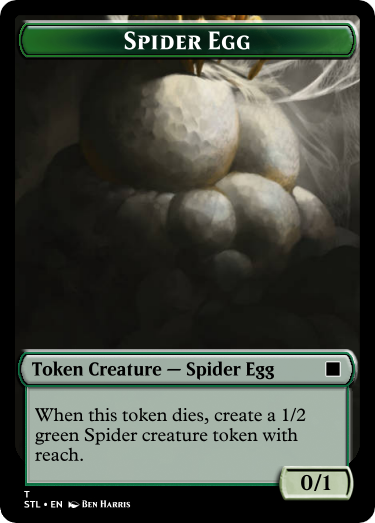 Spider Egg
Token Creature — Spider Egg
When this token dies, create a 1/2
green Spider creature token with
reach.
0/1
T
STL • EN Ben Harris